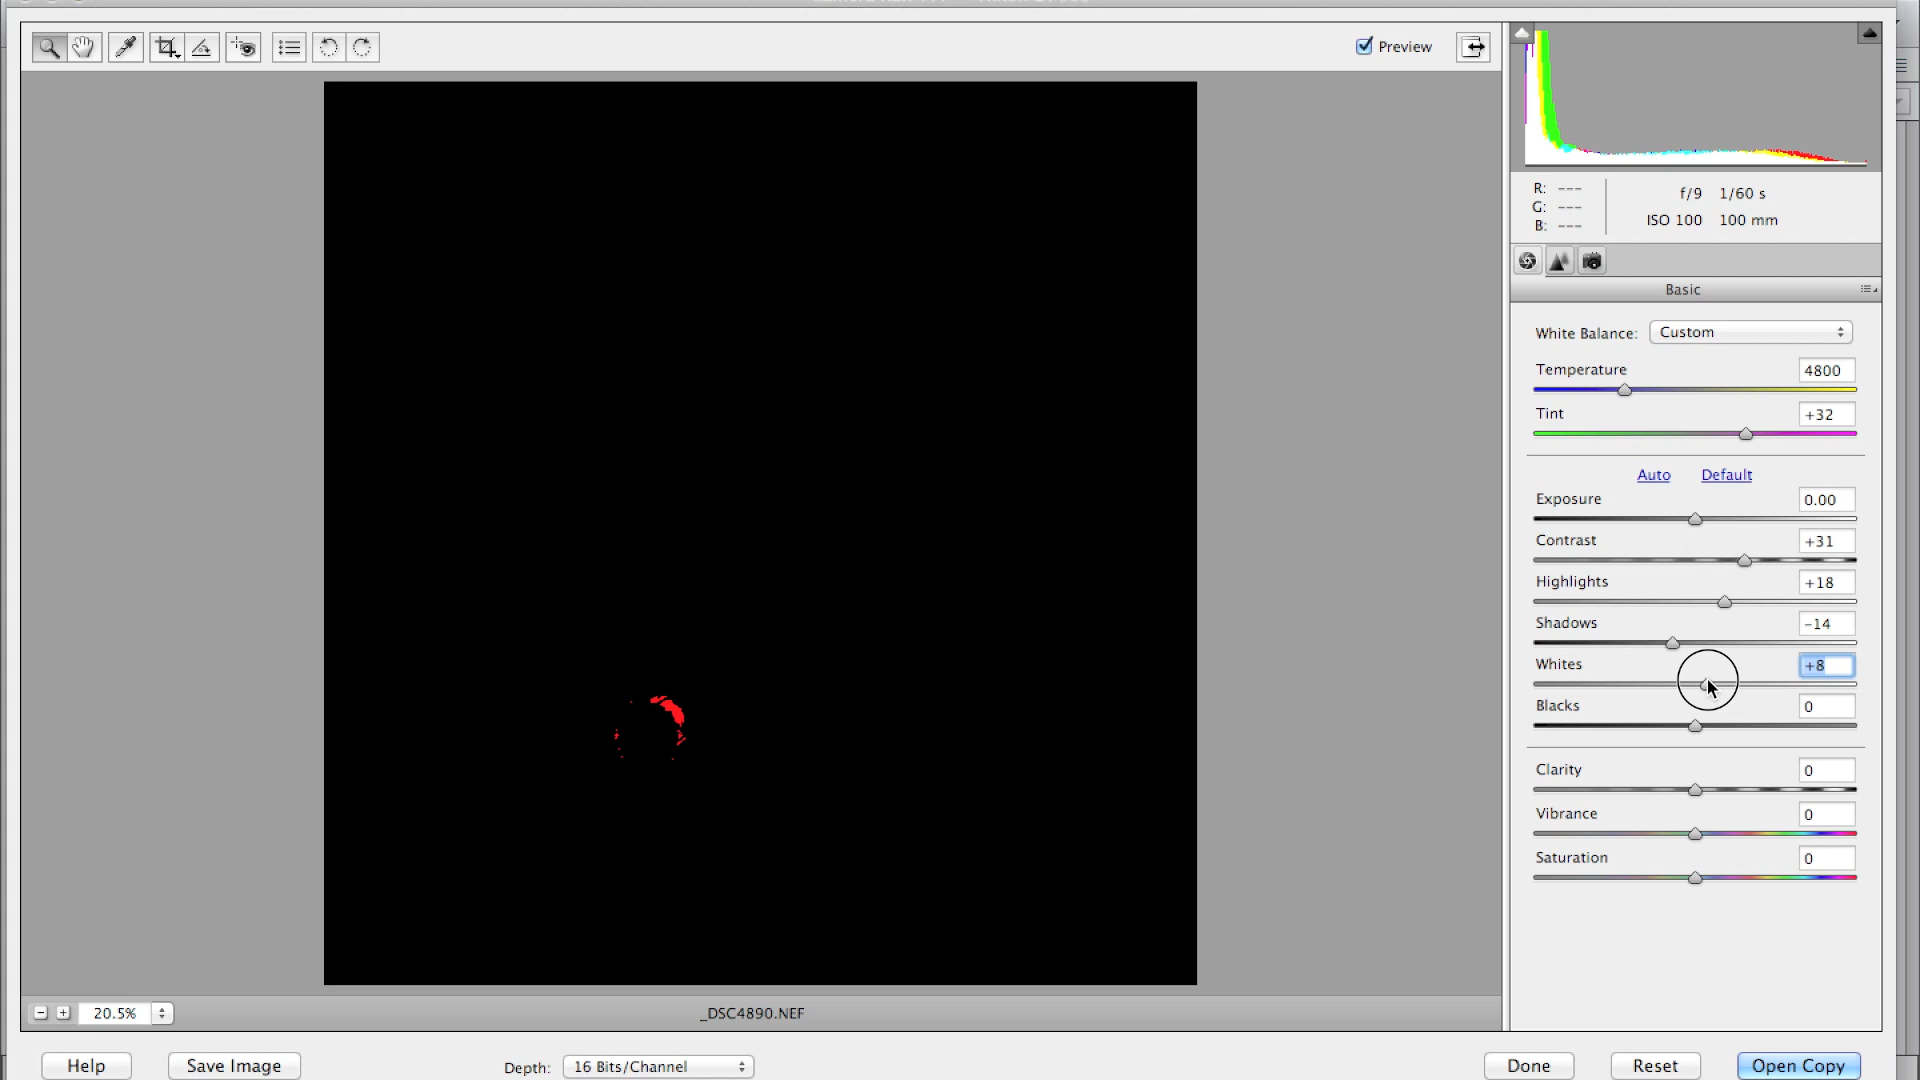 Preview
R: ---
G: ---
B: ---
f/9 1/60 s
ISO 100 100 mm
Basic
White Balance: Custom
Temperature 4800
Tint +32
Auto Default
Exposure 0.00
Contrast +31
Highlights +18
Shadows -14
Whites +8
Blacks 0
Clarity 0
Vibrance 0
Saturation 0
20.5%
_DSC4890.NEF
Help
Save Image
Depth: 16 Bits/Channel
Done
Reset
Open Copy